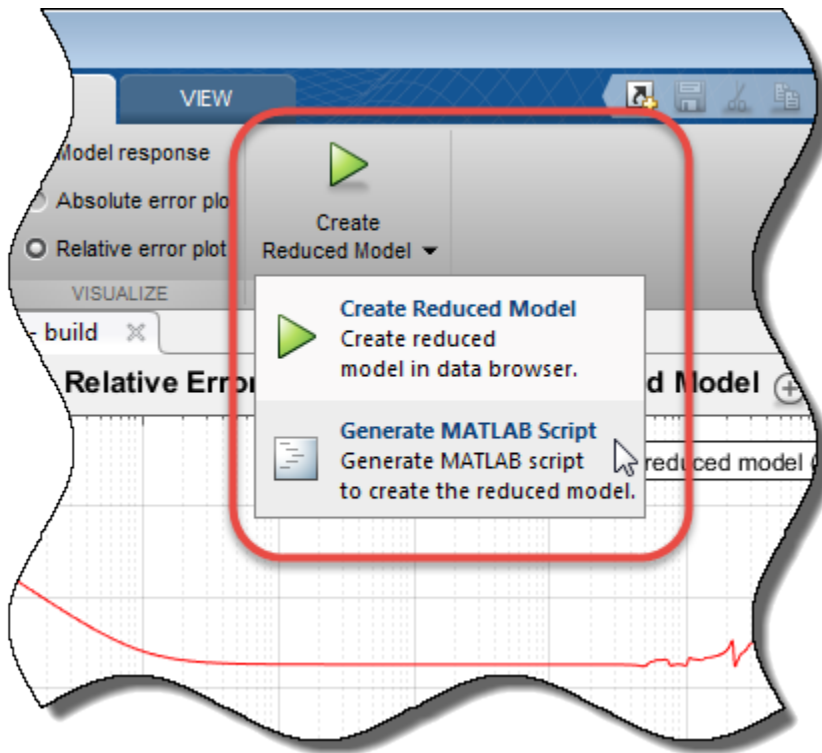 VIEW
Model response
Absolute error plo
Relative error plot
Create
Reduced Model
VISUALIZE
Create Reduced Model
Create reduced
model in data browser.
- build
Relative Erro
d Model
Generate MATLAB Script
Generate MATLAB script
to create the reduced model.
reduced model (